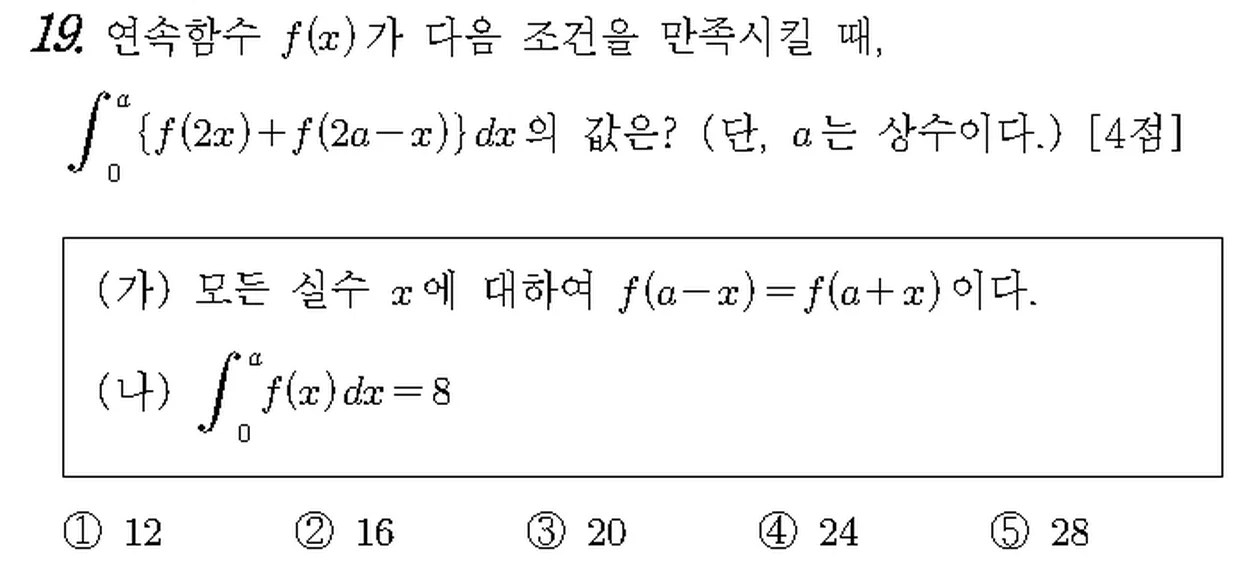 19. 연속함수 f(x)가 다음 조건을 만족시킬 때,
∫₀ᵃ{f(2x)+f(2a−x)}dx의 값은? (단, a는 상수이다.) [4점]
(가) 모든 실수 x에 대하여 f(a−x)=f(a+x)이다.
(나) ∫₀ᵃf(x)dx=8
① 12 ② 16 ③ 20 ④ 24 ⑤ 28